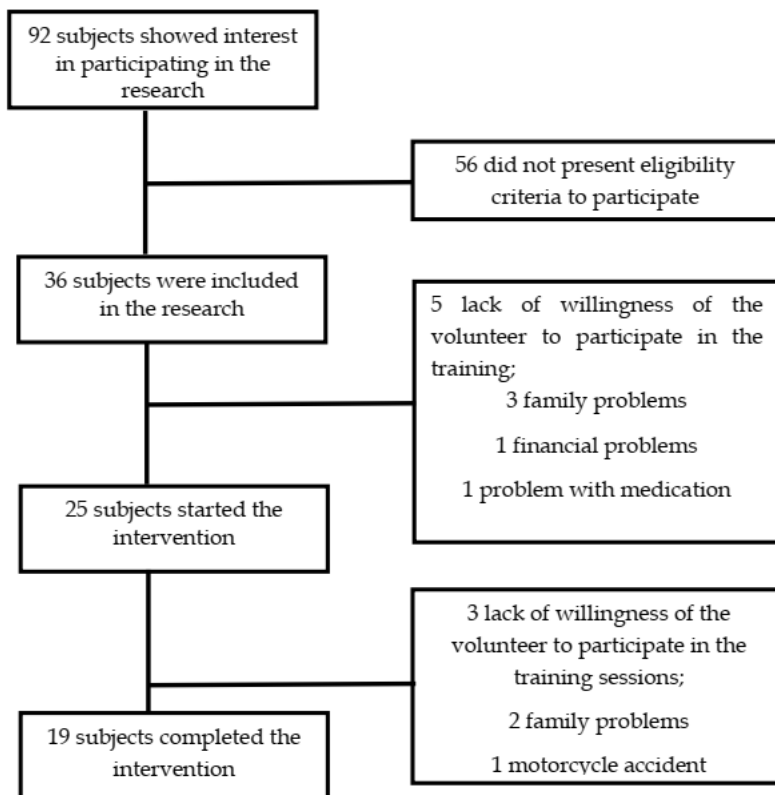 92 subjects showed interest
in participating in the
research
56 did not present eligibility
criteria to participate
36 subjects were included
in the research
5 lack of willingness of the
volunteer to participate in the
training;
3 family problems
1 financial problems
1 problem with medication
25 subjects started the
intervention
3 lack of willingness of the
volunteer to participate in the
training sessions;
2 family problems
1 motorcycle accident
19 subjects completed the
intervention